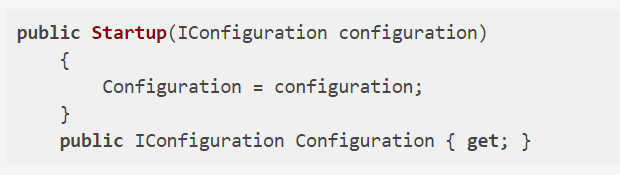 public Startup(IConfiguration configuration)
    {
        Configuration = configuration;
    }
    public IConfiguration Configuration { get; }